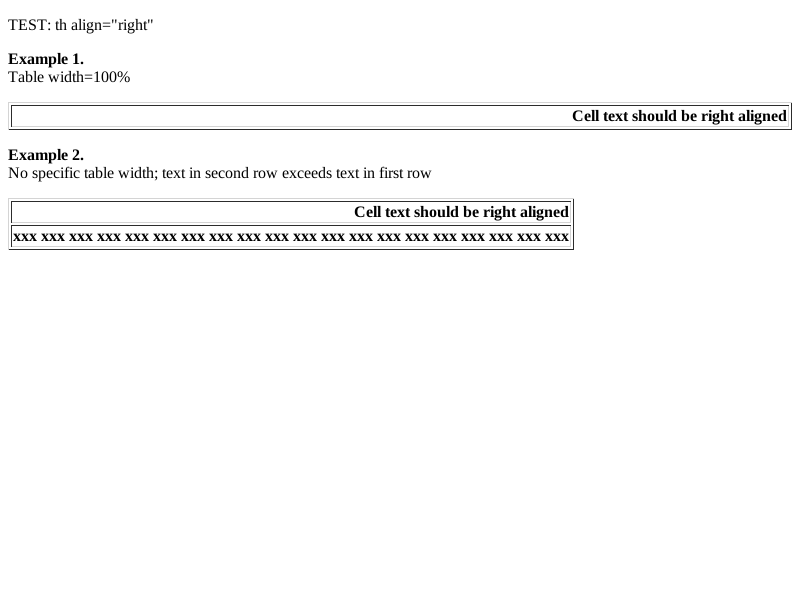 TEST: th align="right"
Example 1.
Table width=100%
Cell text should be right aligned
Example 2.
No specific table width; text in second row exceeds text in first row
Cell text should be right aligned
xxx xxx xxx xxx xxx xxx xxx xxx xxx xxx xxx xxx xxx xxx xxx xxx xxx xxx xxx xxx